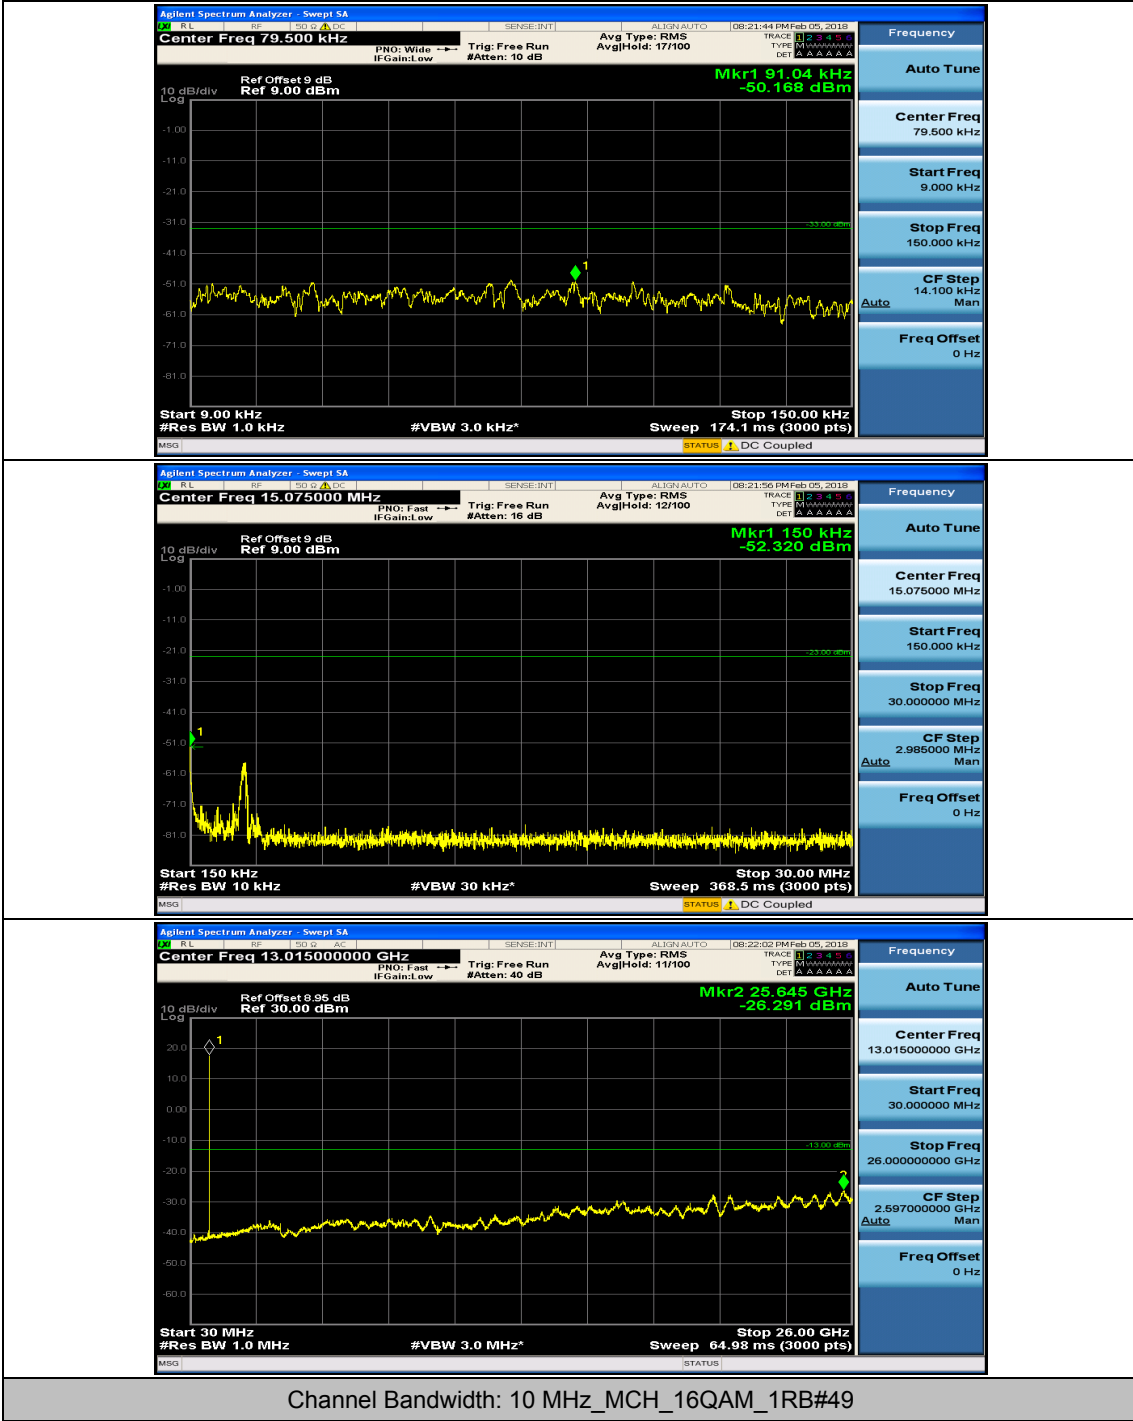 Agilent Spectrum Analyzer - Swept SA
RL RF 50 Ω DC SENSE:INT ALIGN AUTO 08:21:44 PM Feb 05, 2018
Center Freq 79.500 kHz
PNO: Wide
IFGain:Low
Trig: Free Run
#Atten: 10 dB
Avg Type: RMS
Avg|Hold: 17/100
TRACE 1 2 3 4 5 6
TYPE M
DET A A A A A A
Ref Offset 9 dB
10 dB/div Ref 9.00 dBm
Log
Mkr1 91.04 kHz
-50.168 dBm
-1.00
-11.0
-21.0
-31.0
-33.00 dBm
-41.0
1
-51.0
-61.0
-71.0
-81.0
Start 9.00 kHz Stop 150.00 kHz
#Res BW 1.0 kHz #VBW 3.0 kHz* Sweep 174.1 ms (3000 pts)
MSG STATUS DC Coupled
Frequency
Auto Tune
Center Freq
79.500 kHz
Start Freq
9.000 kHz
Stop Freq
150.000 kHz
CF Step
14.100 kHz
Auto Man
Freq Offset
0 Hz
Agilent Spectrum Analyzer - Swept SA
RL RF 50 Ω DC SENSE:INT ALIGN AUTO 08:21:56 PM Feb 05, 2018
Center Freq 15.075000 MHz
PNO: Fast
IFGain:Low
Trig: Free Run
#Atten: 16 dB
Avg Type: RMS
Avg|Hold: 12/100
TRACE 1 2 3 4 5 6
TYPE M
DET A A A A A A
Ref Offset 9 dB
10 dB/div Ref 9.00 dBm
Log
Mkr1 150 kHz
-52.320 dBm
-1.00
-11.0
-21.0
-23.00 dBm
-31.0
-41.0
1
-51.0
-61.0
-71.0
-81.0
Start 150 kHz Stop 30.00 MHz
#Res BW 10 kHz #VBW 30 kHz* Sweep 368.5 ms (3000 pts)
MSG STATUS DC Coupled
Frequency
Auto Tune
Center Freq
15.075000 MHz
Start Freq
150.000 kHz
Stop Freq
30.000000 MHz
CF Step
2.985000 MHz
Auto Man
Freq Offset
0 Hz
Agilent Spectrum Analyzer - Swept SA
RL RF 50 Ω AC SENSE:INT ALIGN AUTO 08:22:02 PM Feb 05, 2018
Center Freq 13.015000000 GHz
PNO: Fast
IFGain:Low
Trig: Free Run
#Atten: 40 dB
Avg Type: RMS
Avg|Hold: 11/100
TRACE 1 2 3 4 5 6
TYPE M
DET A A A A A A
Ref Offset 8.95 dB
10 dB/div Ref 30.00 dBm
Log
Mkr2 25.645 GHz
-26.291 dBm
1
20.0
10.0
0.00
-10.0
-13.00 dBm
-20.0
2
-30.0
-40.0
-50.0
-60.0
Start 30 MHz Stop 26.00 GHz
#Res BW 1.0 MHz #VBW 3.0 MHz* Sweep 64.98 ms (3000 pts)
MSG STATUS
Frequency
Auto Tune
Center Freq
13.015000000 GHz
Start Freq
30.000000 MHz
Stop Freq
26.000000000 GHz
CF Step
2.597000000 GHz
Auto Man
Freq Offset
0 Hz
Channel Bandwidth: 10 MHz_MCH_16QAM_1RB#49